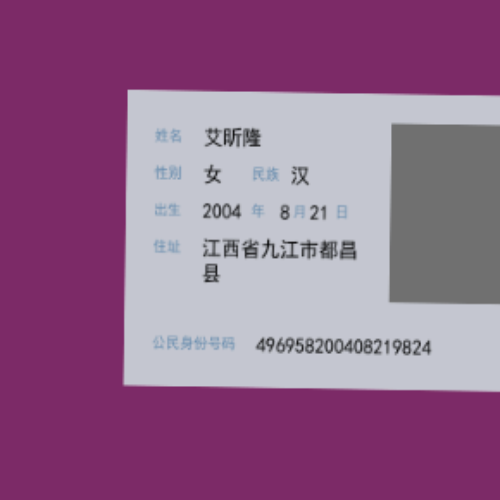 姓名 艾昕隆
性别 女 民族 汉
出生 2004 年 8 月 21 日
住址 江西省九江市都昌
县
公民身份号码 496958200408219824